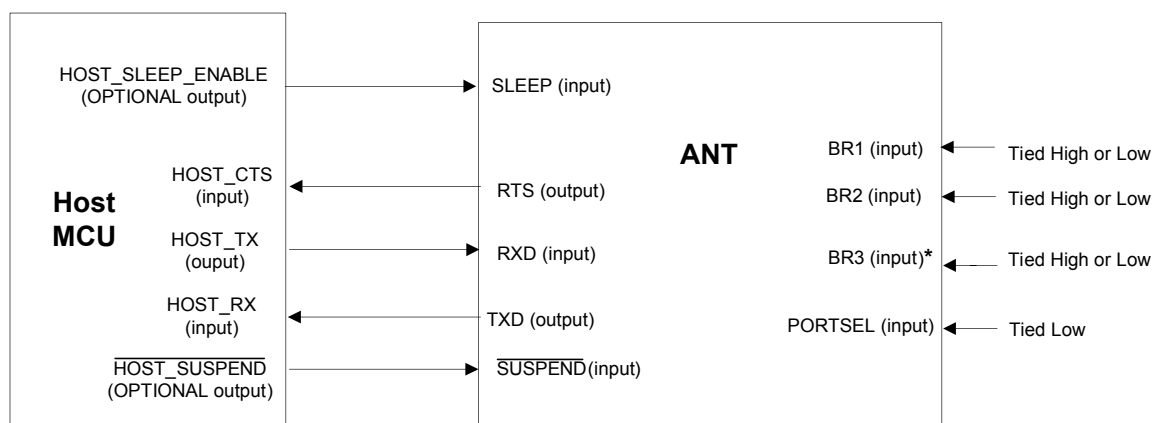 HOST_SLEEP_ENABLE
(OPTIONAL output)
SLEEP (input)
ANT
BR1 (input)
Tied High or Low
HOST_CTS
(input)
RTS (output)
BR2 (input)
Tied High or Low
Host
MCU
HOST_TX
(ouput)
RXD (input)
BR3 (input)*
Tied High or Low
HOST_RX
(input)
TXD (output)
PORTSEL (input)
Tied Low
HOST_SUSPEND
(OPTIONAL output)
SUSPEND(input)